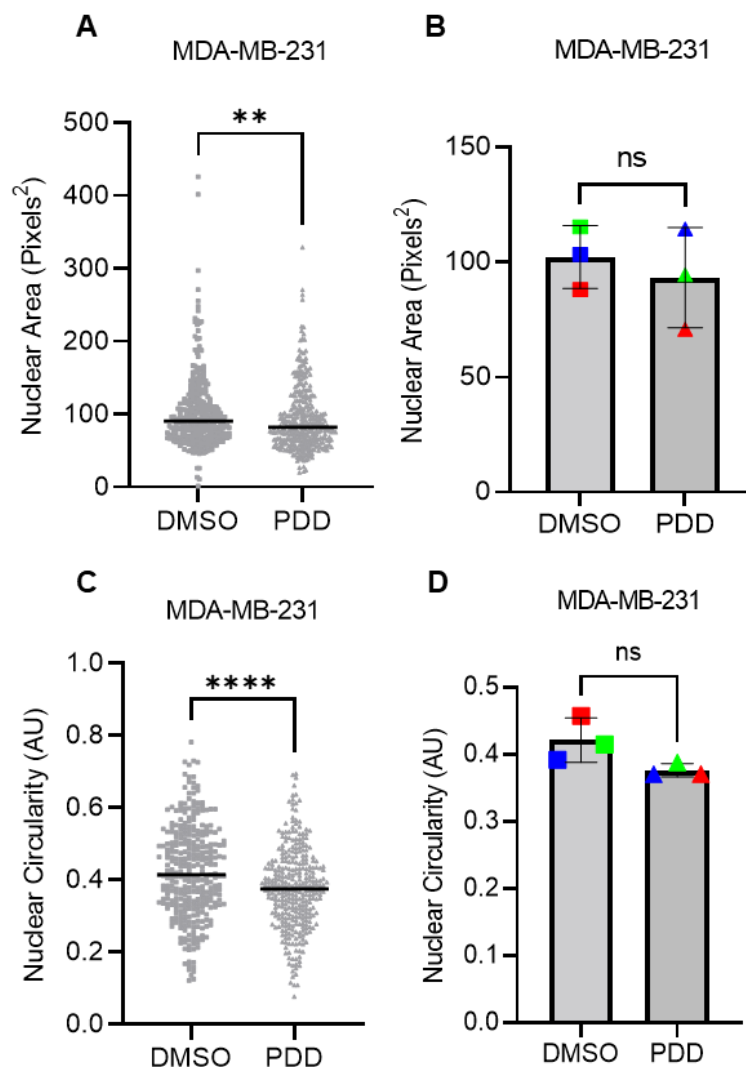 A
MDA-MB-231
Nuclear Area (Pixels²)
500
400
300
200
100
0
**
DMSO
PDD
B
MDA-MB-231
Nuclear Area (Pixels²)
150
100
50
0
ns
DMSO
PDD
C
MDA-MB-231
Nuclear Circularity (AU)
1.0
0.8
0.6
0.4
0.2
0.0
****
DMSO
PDD
D
MDA-MB-231
Nuclear Circularity (AU)
0.5
0.4
0.3
0.2
0.1
0.0
ns
DMSO
PDD